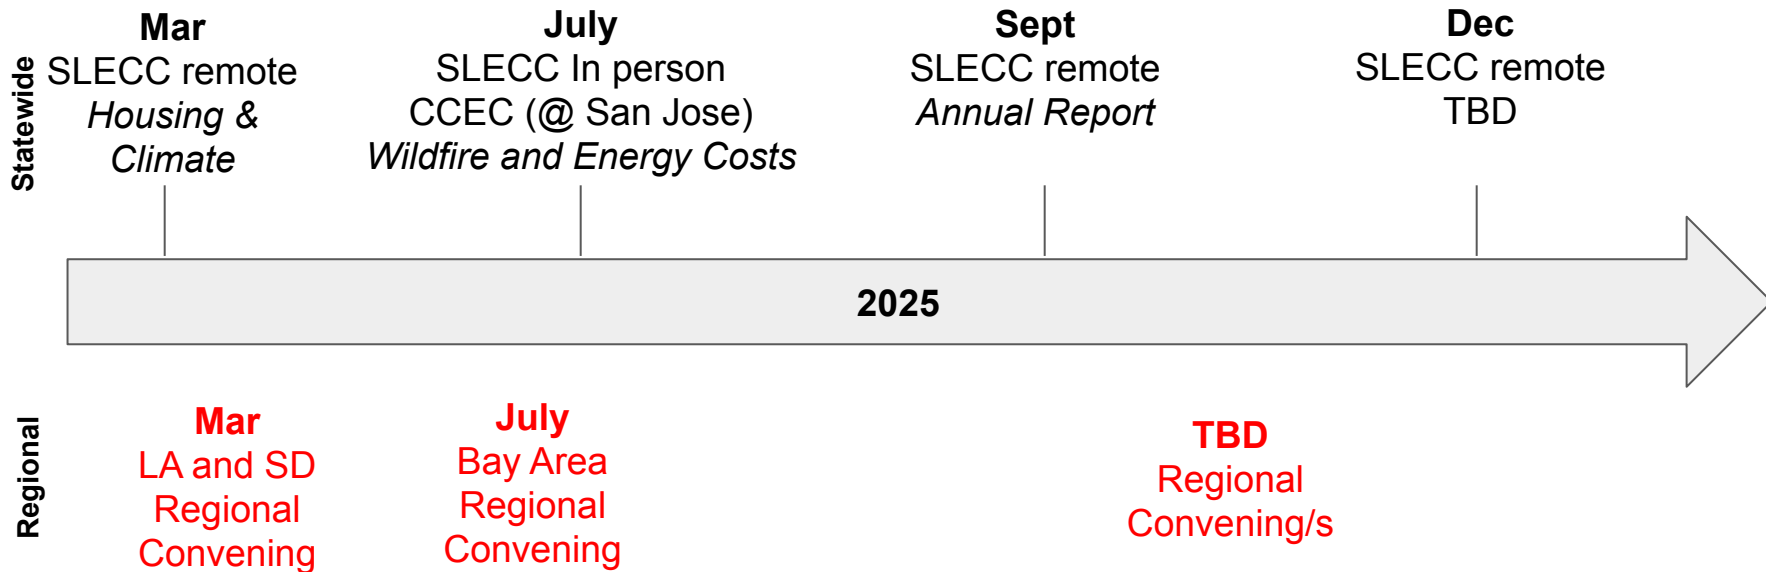 Statewide
Mar
SLECC remote
Housing &
Climate
July
SLECC In person
CCEC (@ San Jose)
Wildfire and Energy Costs
Sept
SLECC remote
Annual Report
Dec
SLECC remote
TBD
2025
Regional
Mar
LA and SD
Regional
Convening
July
Bay Area
Regional
Convening
TBD
Regional
Convening/s